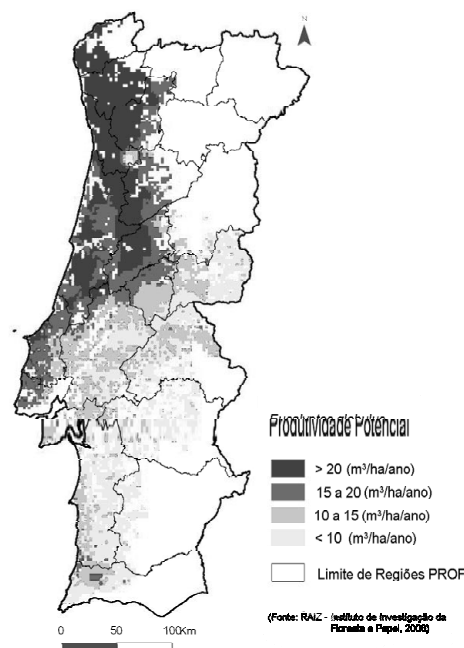 N
Produtividade Potencial
> 20 (m³/ha/ano)
15 a 20 (m³/ha/ano)
10 a 15 (m³/ha/ano)
< 10 (m³/ha/ano)
Limite de Regiões PROF
(Fonte: RAIZ - Instituto de Investigação da
Floresta e Papel, 2006)
0 50 100Km